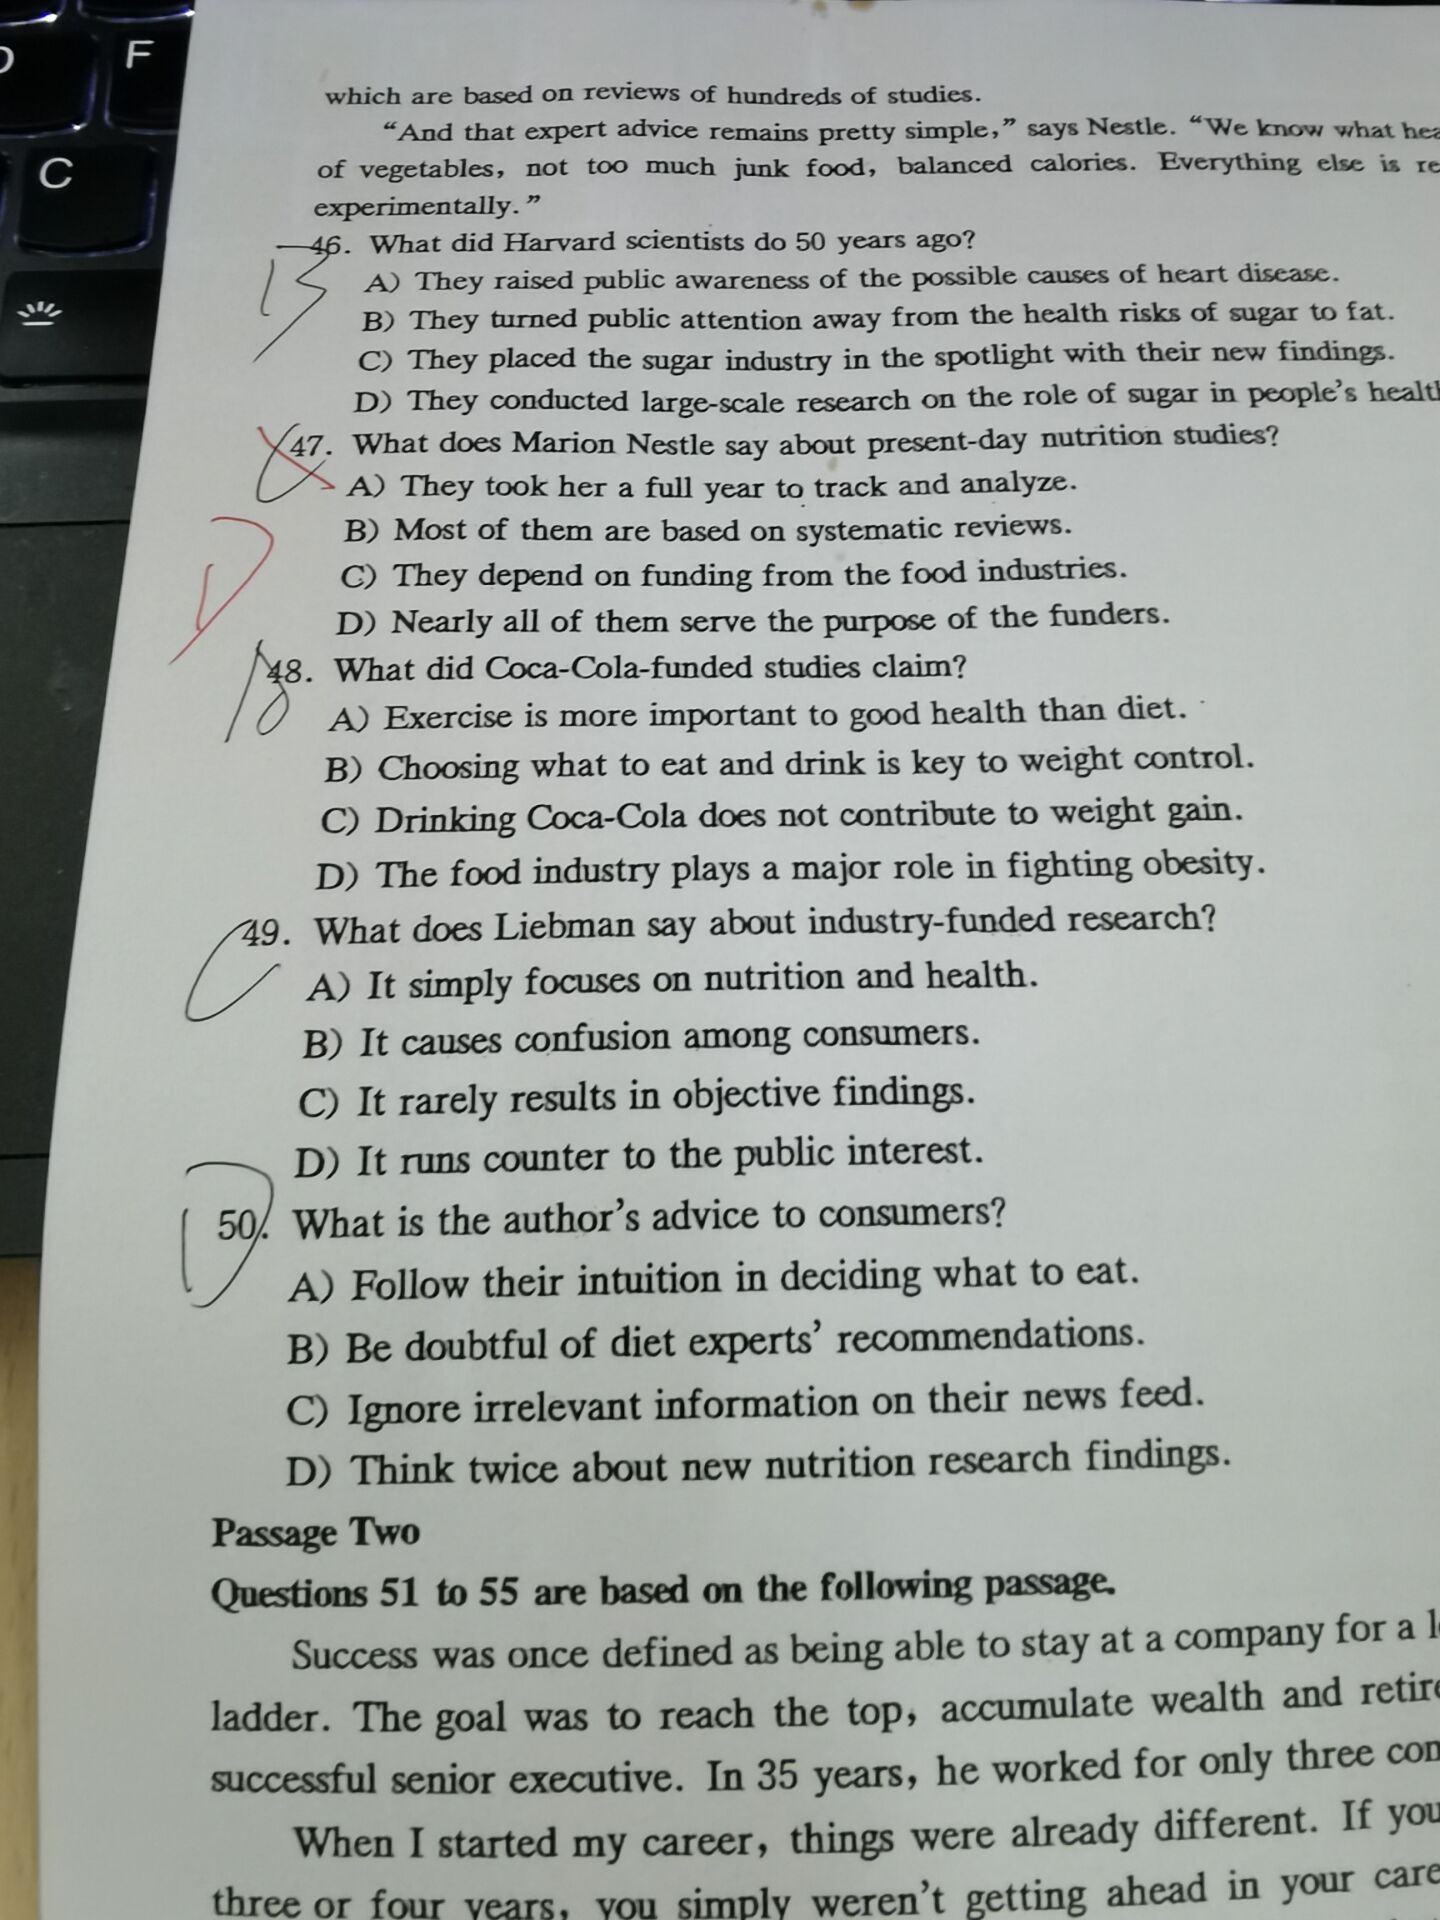 F
C
which are based on reviews of hundreds of studies.
“And that expert advice remains pretty simple,” says Nestle. “We know what
of vegetables, not too much junk food, balanced calories. Everything else is
experimentally.”
46. What did Harvard scientists do 50 years ago?
B
A) They raised public awareness of the possible causes of heart disease.
B) They turned public attention away from the health risks of sugar to fat.
C) They placed the sugar industry in the spotlight with their new findings.
D) They conducted large-scale research on the role of sugar in people’s
47. What does Marion Nestle say about present-day nutrition studies?
C
A) They took her a full year to track and analyze.
B) Most of them are based on systematic reviews.
D
C) They depend on funding from the food industries.
D) Nearly all of them serve the purpose of the funders.
48. What did Coca-Cola-funded studies claim?
A) Exercise is more important to good health than diet.
B) Choosing what to eat and drink is key to weight control.
C) Drinking Coca-Cola does not contribute to weight gain.
D) The food industry plays a major role in fighting obesity.
49. What does Liebman say about industry-funded research?
C
A) It simply focuses on nutrition and health.
B) It causes confusion among consumers.
C) It rarely results in objective findings.
D) It runs counter to the public interest.
50. What is the author’s advice to consumers?
D
A) Follow their intuition in deciding what to eat.
B) Be doubtful of diet experts’ recommendations.
C) Ignore irrelevant information on their news feed.
D) Think twice about new nutrition research findings.
Passage Two
Questions 51 to 55 are based on the following passage.
Success was once defined as being able to stay at a company for a
ladder. The goal was to reach the top, accumulate wealth and
successful senior executive. In 35 years, he worked for only three
When I started my career, things were already different. If you
three or four years, you simply weren’t getting ahead in your